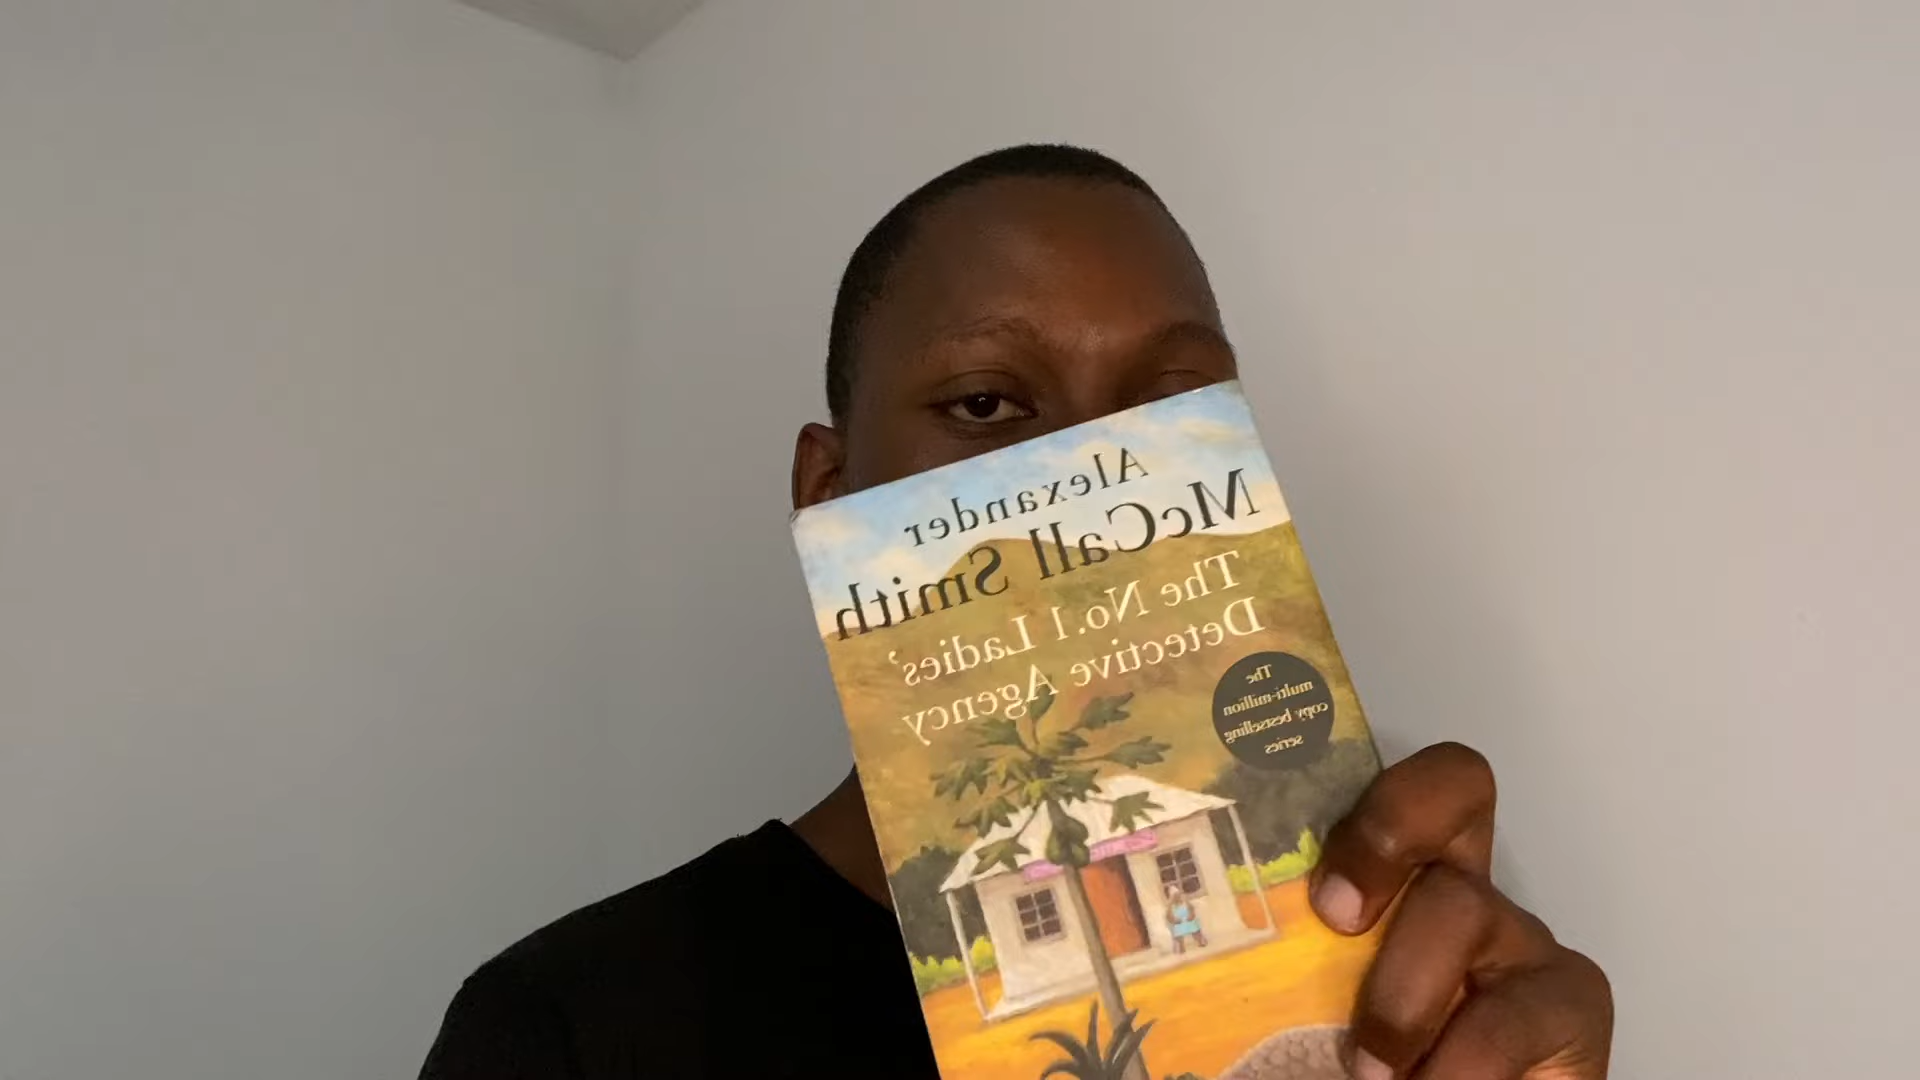 Alexander
McCall Smith
The No.1 Ladies'
Detective Agency
The
multi-million
copy bestselling
series